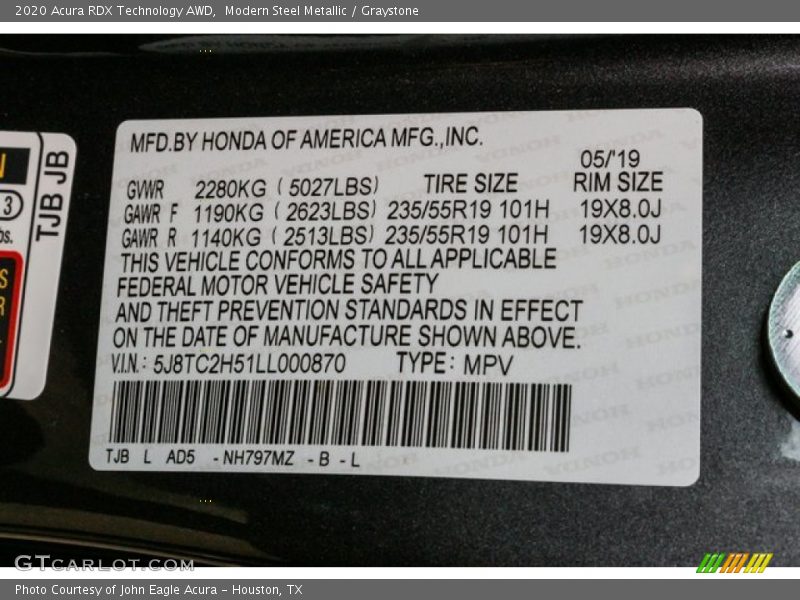 2020 Acura RDX Technology AWD,  Modern Steel Metallic / Graystone
MFD.BY HONDA OF AMERICA MFG.,INC.
05/'19
GVWR 2280KG ( 5027LBS) TIRE SIZE RIM SIZE
GAWR F 1190KG ( 2623LBS) 235/55R19 101H 19X8.0J
GAWR R 1140KG ( 2513LBS) 235/55R19 101H 19X8.0J
THIS VEHICLE CONFORMS TO ALL APPLICABLE
FEDERAL MOTOR VEHICLE SAFETY
AND THEFT PREVENTION STANDARDS IN EFFECT
ON THE DATE OF MANUFACTURE SHOWN ABOVE.
V.I.N.: 5J8TC2H51LL000870 TYPE: MPV
TJB L AD5 -NH797MZ -B -L
TJB JB
3
GTCARLOT.COM
Photo Courtesy of John Eagle Acura – Houston, TX